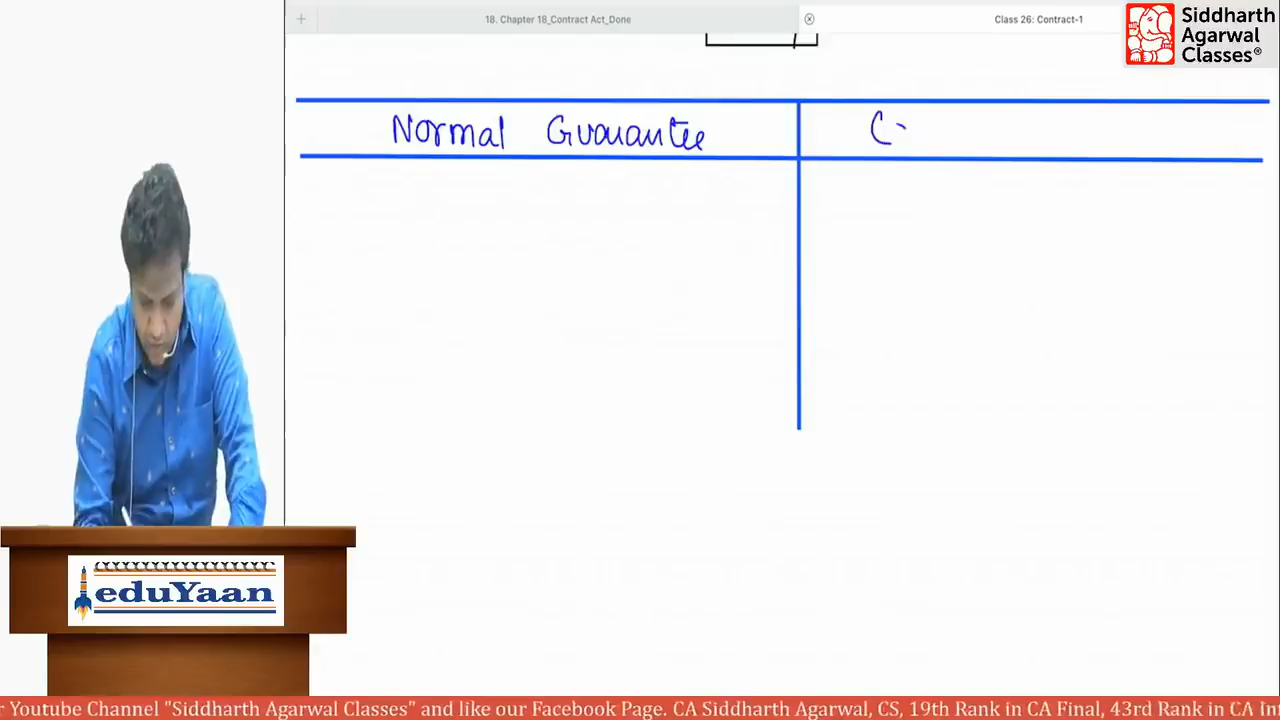 18. Chapter 18_Contract Act_Done
Class 26: Contract-1
Siddharth
Agarwal
Classes®
Normal Guarantee
eduYaan
Youtube Channel "Siddharth Agarwal Classes" and like our Facebook Page. CA Siddharth Agarwal, CS, 19th Rank in CA Final, 43rd Rank in CA